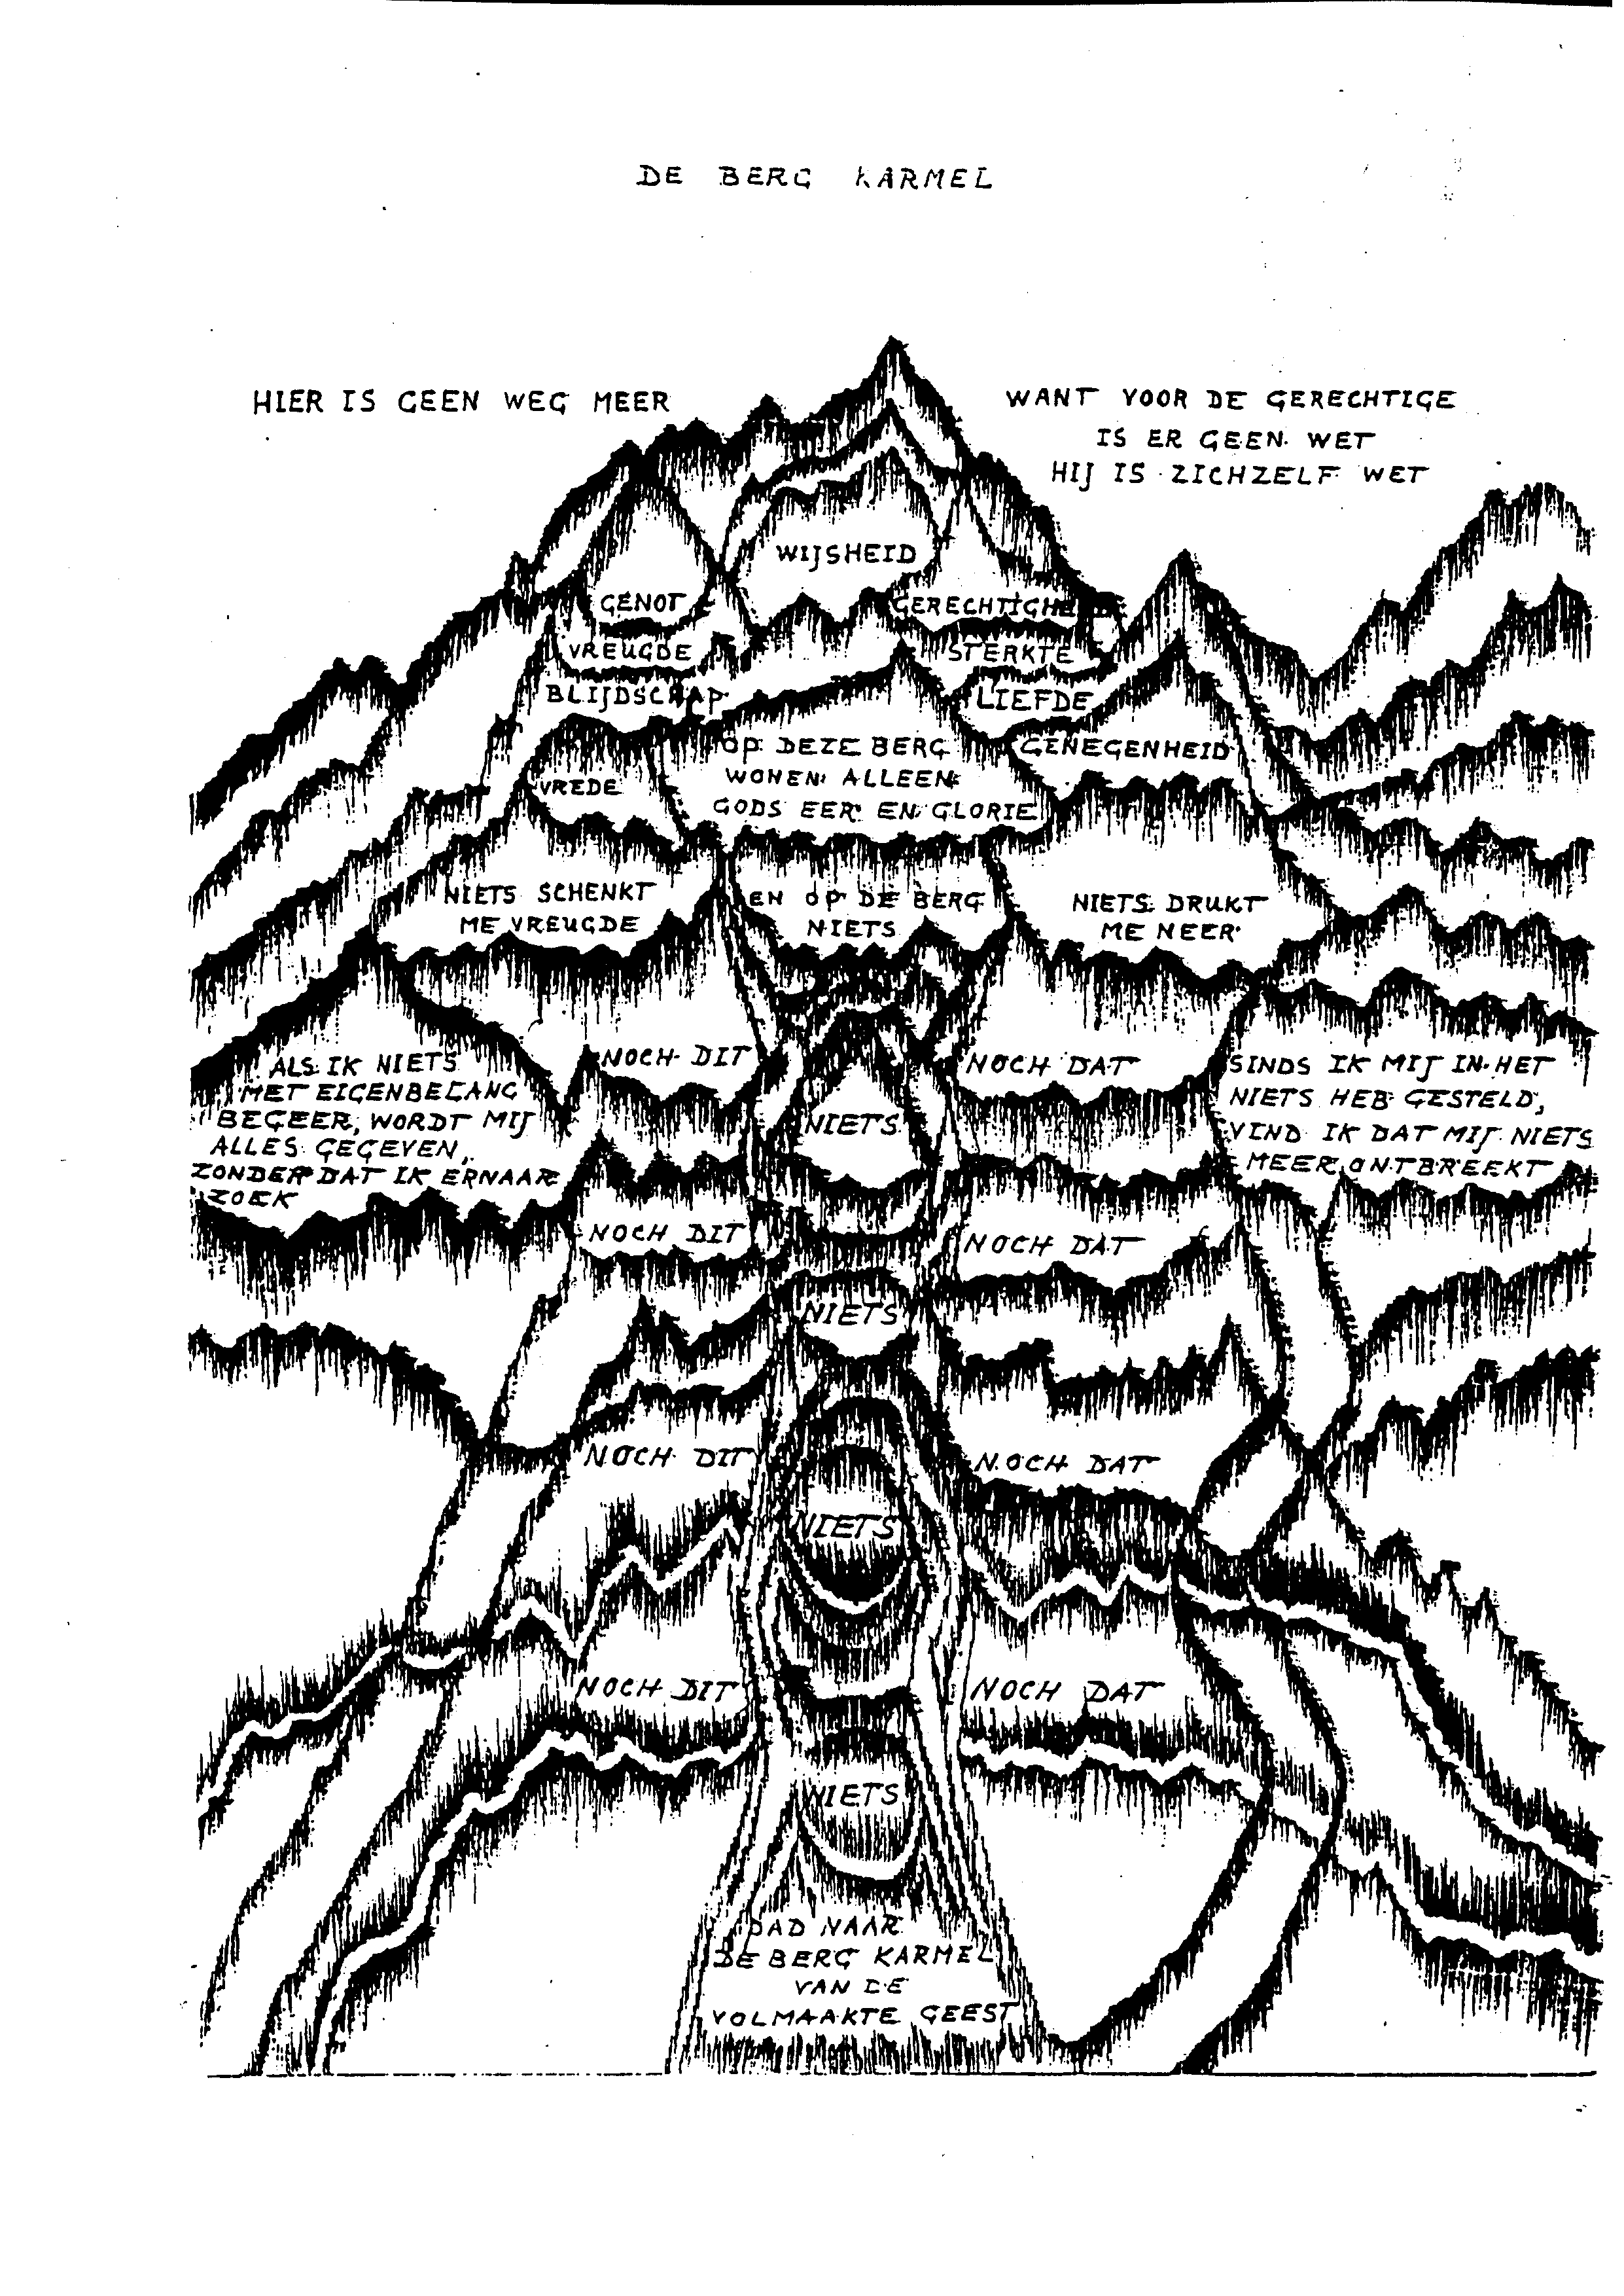 DE BERG KARMEL
HIER IS GEEN WEG MEER
WANT VOOR DE GERECHTIGE
IS ER GEEN WET
HIJ IS ZICHZELF WET
WIJSHEID
GENOT
VREUGDE
BLIJDSCHAP
VREDE
STERKTE
LIEFDE
GENEGENHEID
OP DEZE BERG
WONEN ALLEEN
GODS EER EN GLORIE
NIETS SCHENKT
ME VREUGDE
EN OP DE BERG
NIETS
NIETS DRUKT
ME NEER
ALS IK NIETS
MET EIGENBELANG
BEGEER, WORDT MIJ
ALLES GEGEVEN,
ZONDER DAT IK ERNAAR
ZOEK
NOCH DIT
NIETS
NOCH DAT
SINDS IK MIJ IN HET
NIETS HEB GESTELD,
VIND IK DAT MIJ NIETS
MEER ONTBREEKT
NOCH DIT
NOCH DAT
NIETS
NOCH DIT
NOCH DAT
NIETS
NOCH DIT
NOCH DAT
NIETS
PAD NAAR
DE BERG KARMEL
VAN DE
VOLMAAKTE GEEST